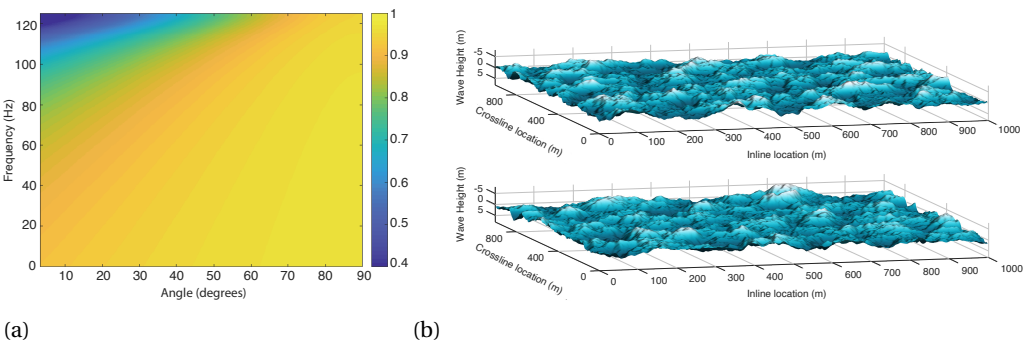 120
100
80
60
40
20
0
Frequency (Hz)
10 20 30 40 50 60 70 80 90
Angle (degrees)
1
0.9
0.8
0.7
0.6
0.5
0.4
(a)
Wave Height (m)
-5
0
5
800
400
0
Crossline location (m)
0 100 200 300 400 500 600 700 800 900 1000
Inline location (m)
Wave Height (m)
-5
0
5
800
400
0
Crossline location (m)
0 100 200 300 400 500 600 700 800 900 1000
Inline location (m)
(b)